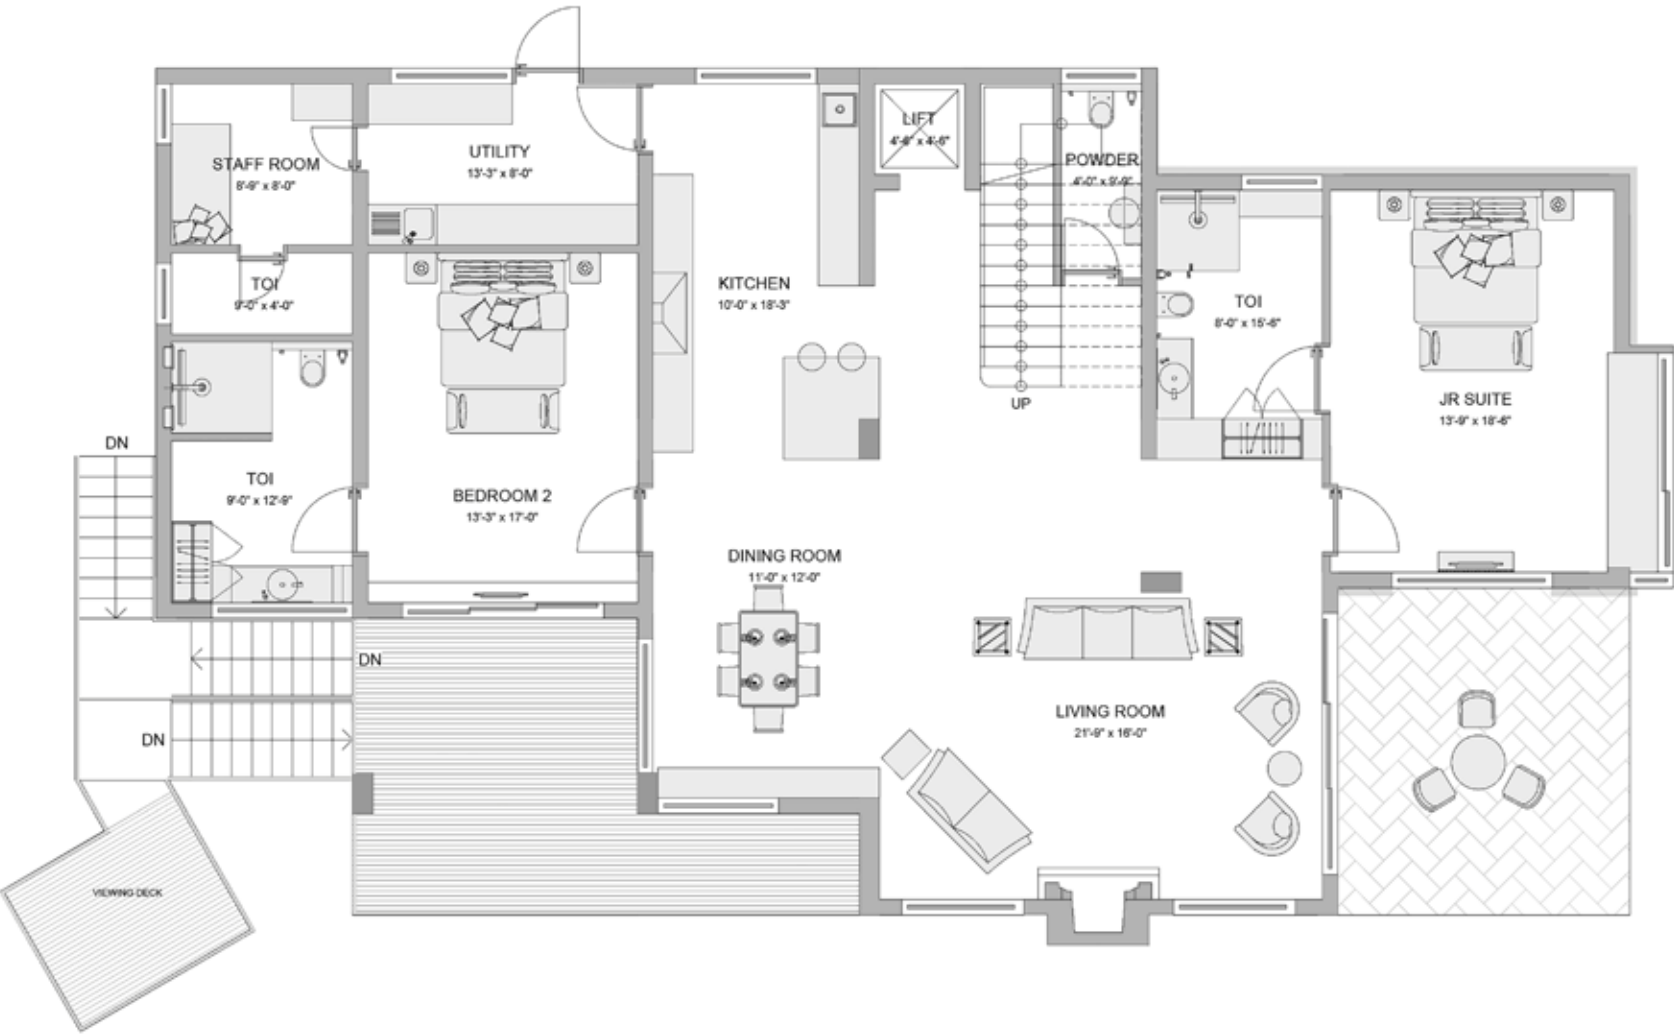 LIFT
4'-6" x 4'-6"
UTILITY
13'-3" x 8'-0"
STAFF ROOM
8'-9" x 8'-0"
POWDER
4'-0" x 9'-9"
TOI
9'-0" x 4'-0"
KITCHEN
10'-0" x 18'-3"
TOI
8'-0" x 15'-6"
UP
JR SUITE
13'-9" x 18'-6"
DN
TOI
9'-0" x 12'-9"
BEDROOM 2
13'-3" x 17'-0"
DINING ROOM
11'-0" x 12'-0"
DN
LIVING ROOM
21'-9" x 16'-0"
DN
VIEWING DECK